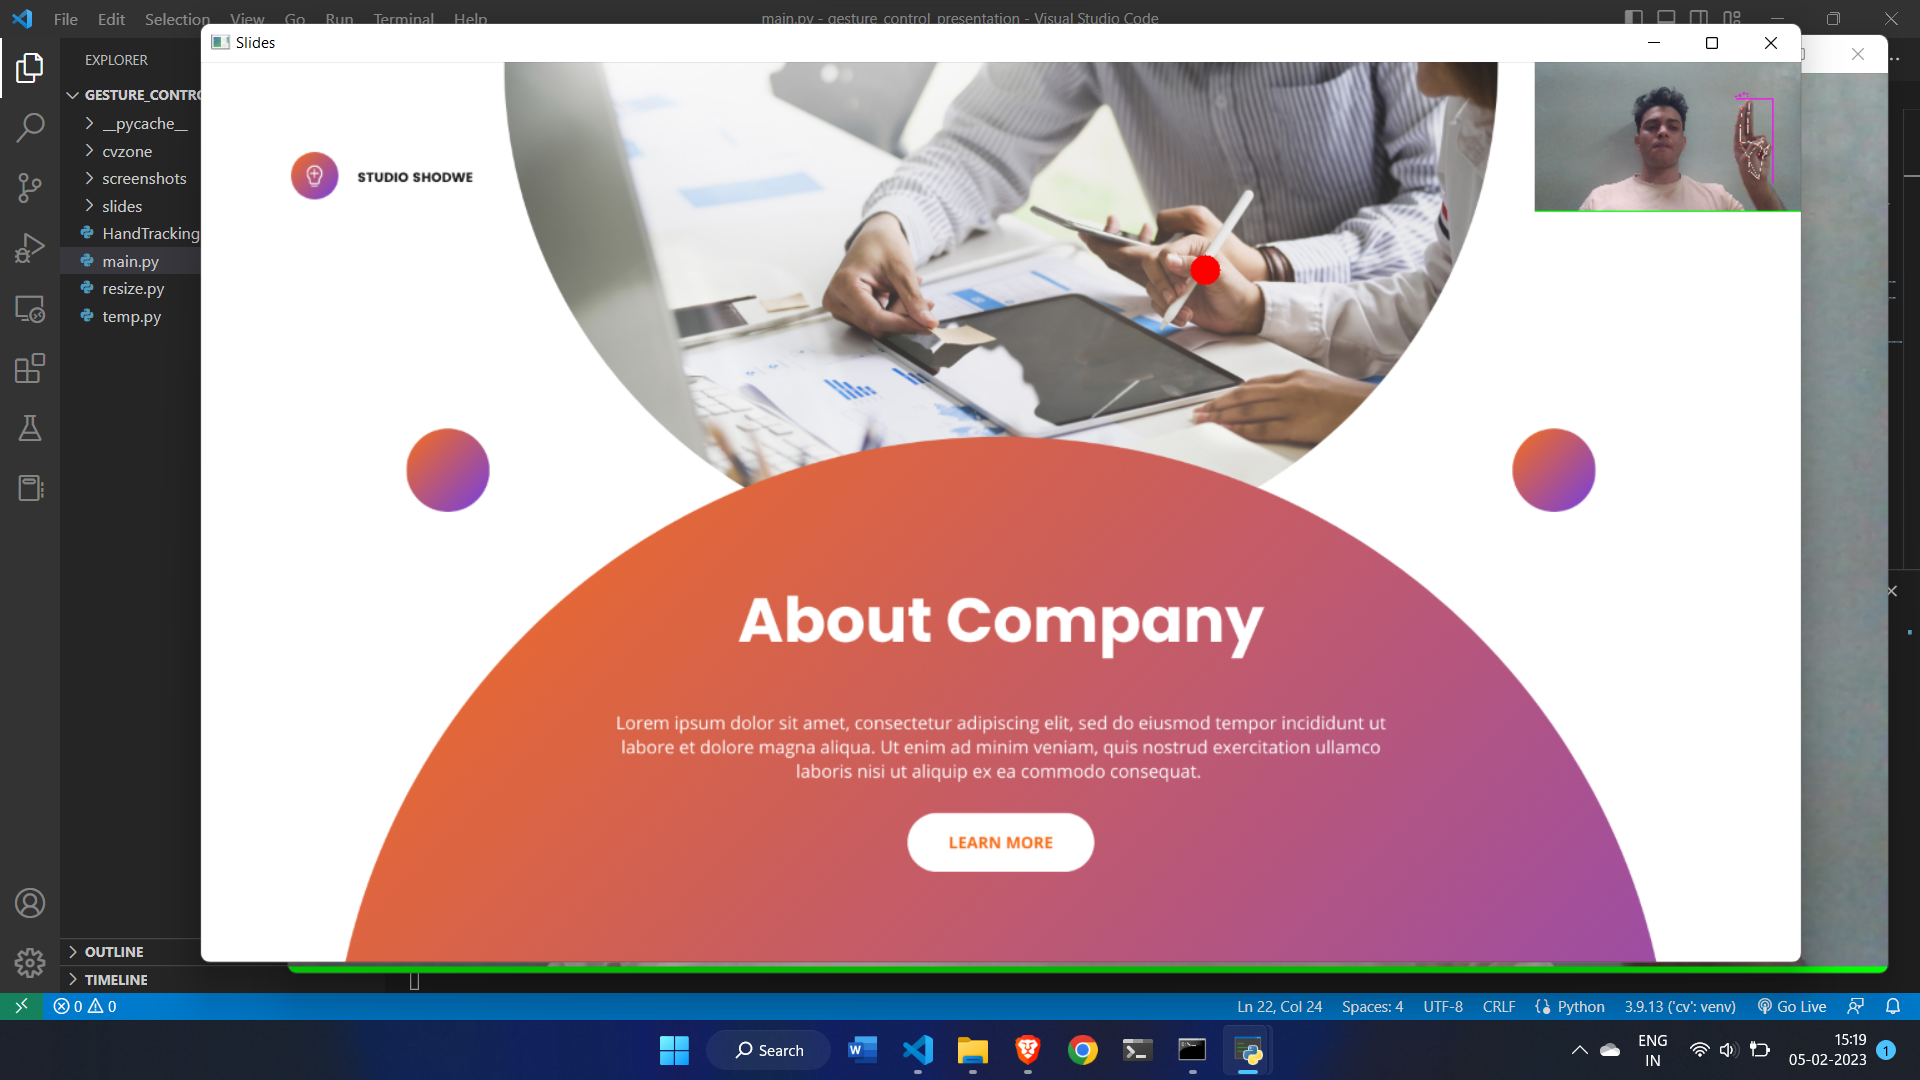 File Edit Selection View Go Run Terminal Help
main.py - gesture_control_presentation - Visual Studio Code
Slides
EXPLORER
GESTURE_CONTRO
__pycache__
cvzone
screenshots
slides
HandTracking
main.py
resize.py
temp.py
OUTLINE
TIMELINE
STUDIO SHODWE
About Company
Lorem ipsum dolor sit amet, consectetur adipiscing elit, sed do eiusmod tempor incididunt ut
labore et dolore magna aliqua. Ut enim ad minim veniam, quis nostrud exercitation ullamco
laboris nisi ut aliquip ex ea commodo consequat.
LEARN MORE
0 0
Ln 22, Col 24 Spaces: 4 UTF-8 CRLF Python 3.9.13 ('cv': venv) Go Live
Search
ENG
IN
15:19
05-02-2023
1